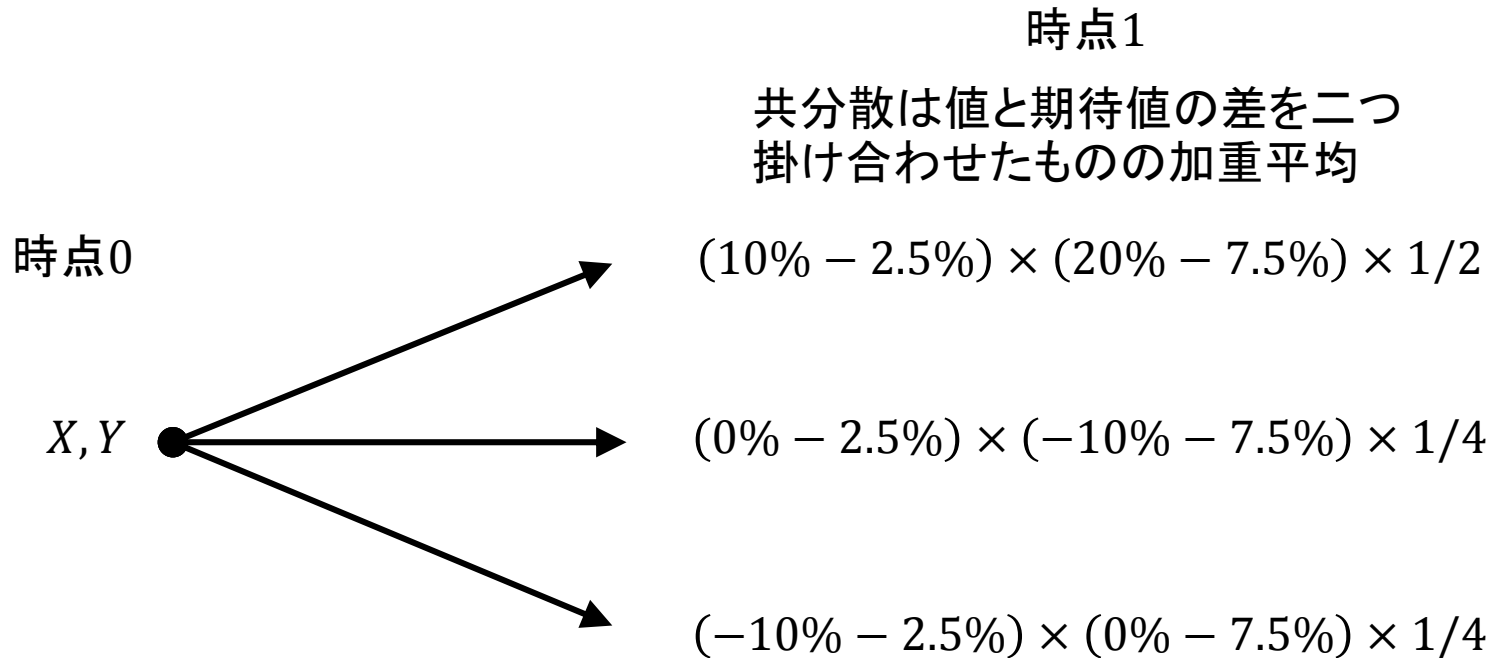 時点1
共分散は値と期待値の差を二つ
掛け合わせたものの加重平均
時点0
(10% − 2.5%) × (20% − 7.5%) × 1/2
X, Y
(0% − 2.5%) × (−10% − 7.5%) × 1/4
(−10% − 2.5%) × (0% − 7.5%) × 1/4